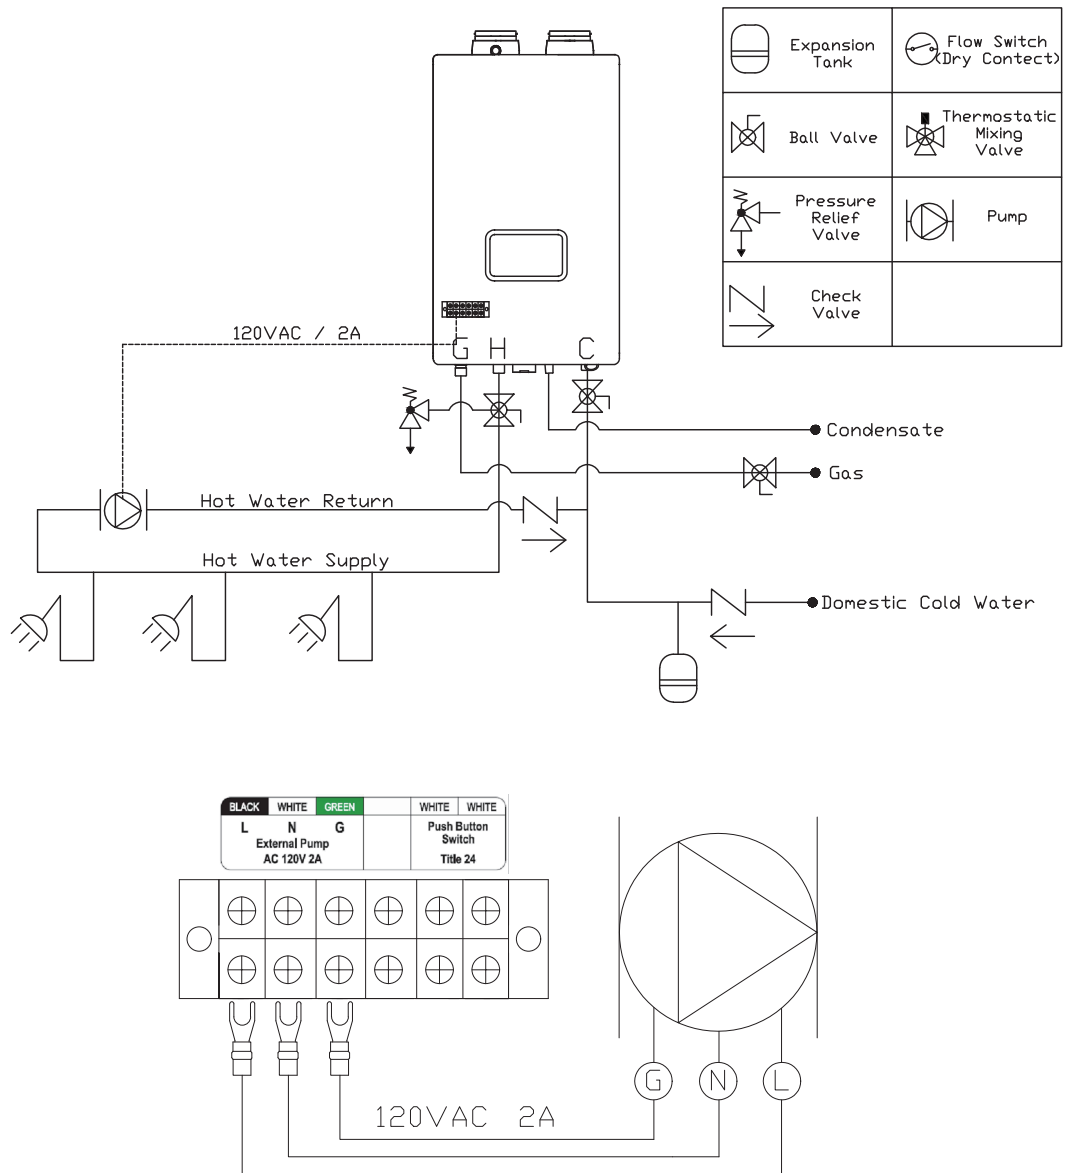 Expansion
Tank
Flow Switch
(Dry Contect)
Ball Valve
Thermostatic
Mixing
Valve
Pressure
Relief
Valve
Pump
Check
Valve
120VAC / 2A
G H C
Condensate
Gas
Hot Water Return
Hot Water Supply
Domestic Cold Water
BLACK WHITE GREEN WHITE WHITE
L N G
External Pump
AC 120V 2A
Push Button
Switch
Title 24
G N L
120VAC 2A